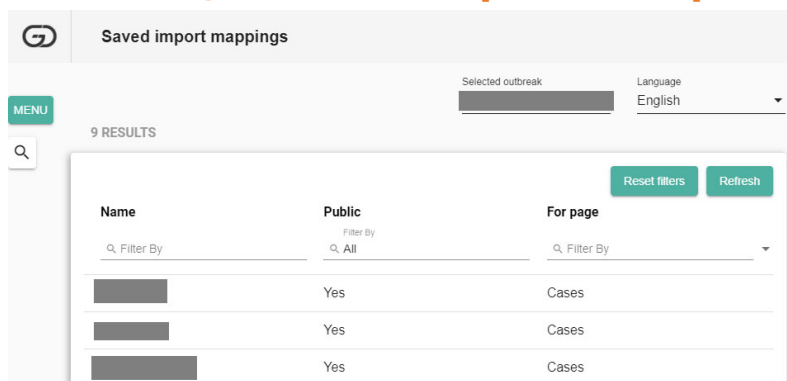 Saved import mappings
Selected outbreak
Language
English
MENU
9 RESULTS
Reset filters Refresh
Name Public For page
Filter By
Filter By All Filter By
Yes Cases
Yes Cases
Yes Cases